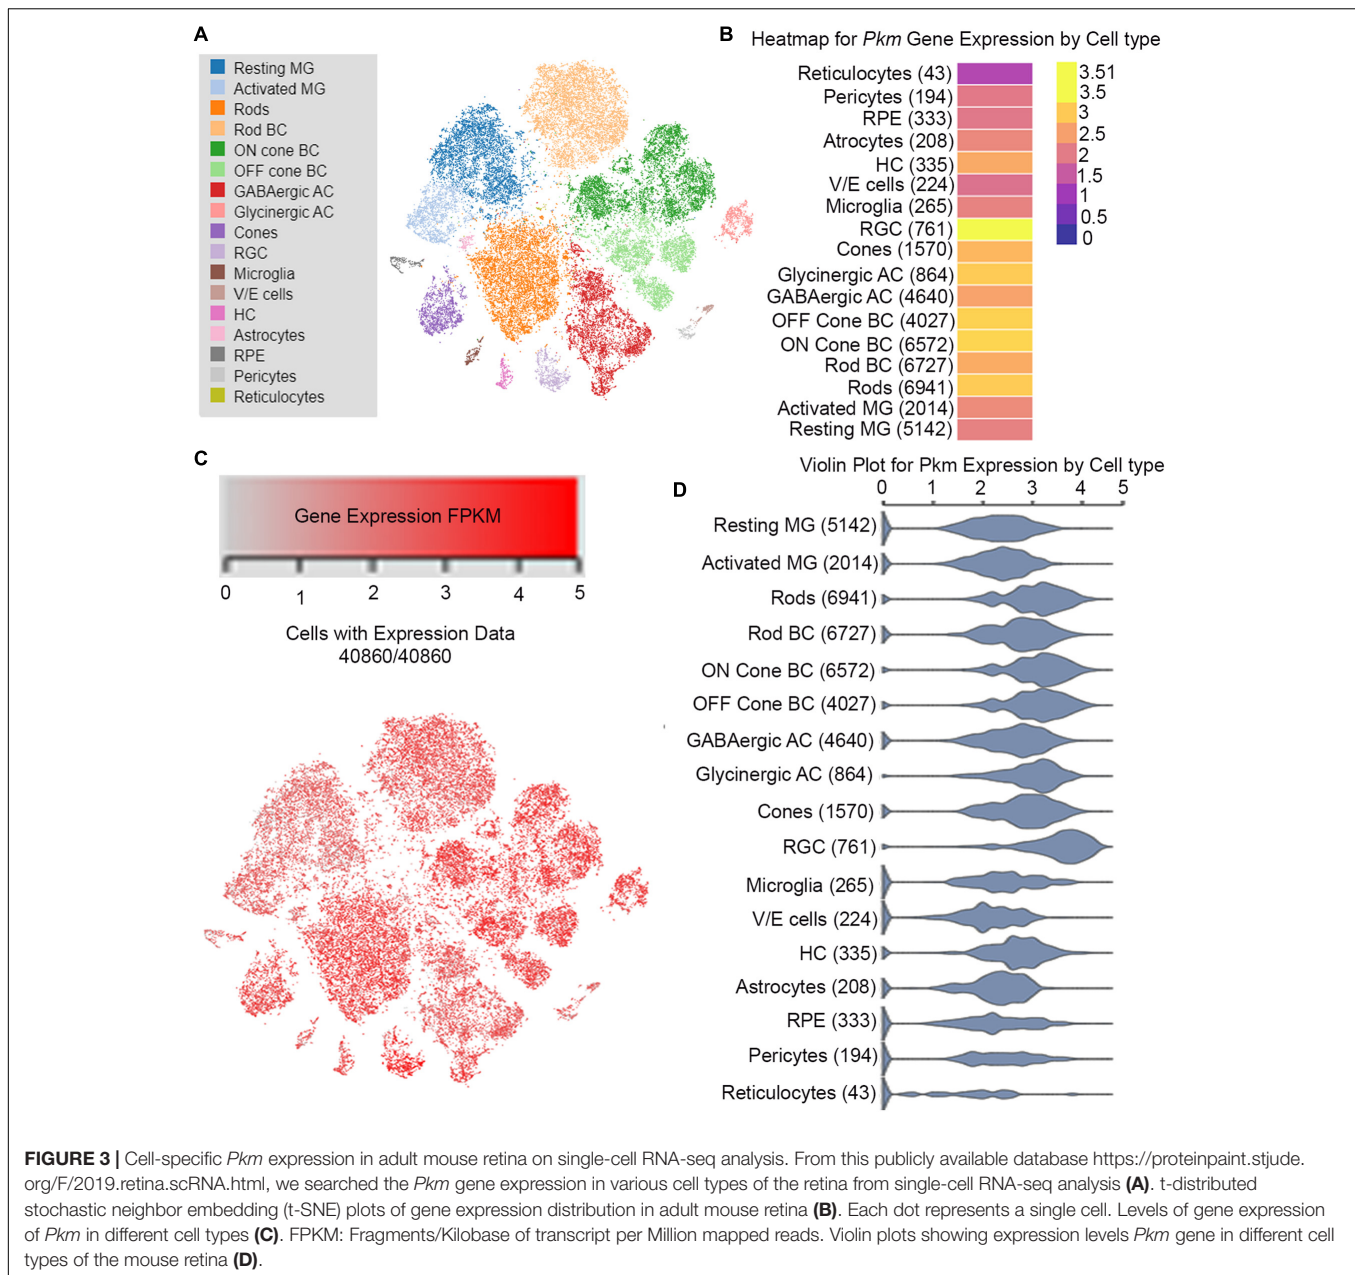 A
Resting MG
Activated MG
Rods
Rod BC
ON cone BC
OFF cone BC
GABAergic AC
Glycinergic AC
Cones
RGC
Microglia
V/E cells
HC
Astrocytes
RPE
Pericytes
Reticulocytes
B
Heatmap for Pkm Gene Expression by Cell type
Reticulocytes (43)
Pericytes (194)
RPE (333)
Atrocytes (208)
HC (335)
V/E cells (224)
Microglia (265)
RGC (761)
Cones (1570)
Glycinergic AC (864)
GABAergic AC (4640)
OFF Cone BC (4027)
ON Cone BC (6572)
Rod BC (6727)
Rods (6941)
Activated MG (2014)
Resting MG (5142)
3.51
3.5
3
2.5
2
1.5
1
0.5
0
C
Gene Expression FPKM
0 1 2 3 4 5
Cells with Expression Data
40860/40860
D
Violin Plot for Pkm Expression by Cell type
0 1 2 3 4 5
Resting MG (5142)
Activated MG (2014)
Rods (6941)
Rod BC (6727)
ON Cone BC (6572)
OFF Cone BC (4027)
GABAergic AC (4640)
Glycinergic AC (864)
Cones (1570)
RGC (761)
Microglia (265)
V/E cells (224)
HC (335)
Astrocytes (208)
RPE (333)
Pericytes (194)
Reticulocytes (43)
FIGURE 3 | Cell-specific Pkm expression in adult mouse retina on single-cell RNA-seq analysis. From this publicly available database https://proteinpaint.stjude.
org/F/2019.retina.scRNA.html, we searched the Pkm gene expression in various cell types of the retina from single-cell RNA-seq analysis (A). t-distributed
stochastic neighbor embedding (t-SNE) plots of gene expression distribution in adult mouse retina (B). Each dot represents a single cell. Levels of gene expression
of Pkm in different cell types (C). FPKM: Fragments/Kilobase of transcript per Million mapped reads. Violin plots showing expression levels Pkm gene in different cell
types of the mouse retina (D).